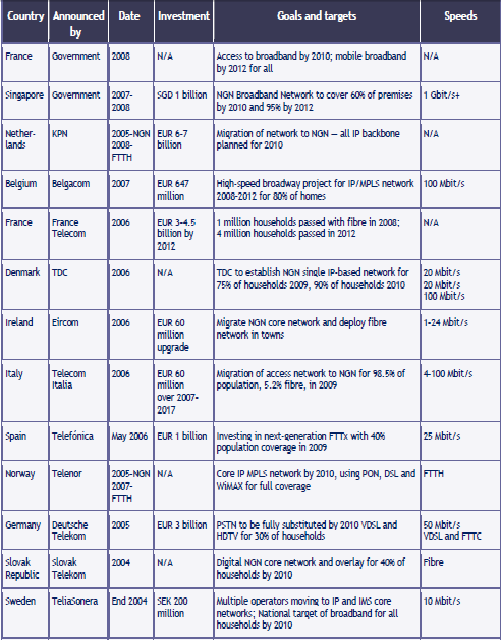 Country Announced by Date Investment Goals and targets Speeds
France Government 2008 N/A Access to broadband by 2010; mobile broadband
by 2012 for all N/A
Singapore Government 2007-
2008 SGD 1 billion NGN Broadband Network to cover 60% of premises
by 2010 and 95% by 2012 1 Gbit/s+
Nether-
lands KPN 2005-NGN
2008-
FTTH EUR 6-7
billion Migration of network to NGN – all IP backbone
planned for 2010 N/A
Belgium Belgacom 2007 EUR 647
million High-speed broadway project for IP/MPLS network
2008-2012 for 80% of homes 100 Mbit/s
France France
Telecom 2006 EUR 3-4.5
billion by
2012 1 million households passed with fibre in 2008;
4 million households passed in 2012 N/A
Denmark TDC 2006 N/A TDC to establish NGN single IP-based network for
75% of households 2009, 90% of households 2010 20 Mbit/s
20 Mbit/s
100 Mbit/s
Ireland Eircom 2006 EUR 60
million
upgrade Migrate NGN core network and deploy fibre
network in towns 1-24 Mbit/s
Italy Telecom
Italia 2006 EUR 60
million
over 2007-
2017 Migration of access network to NGN for 98.5% of
population, 5.2% fibre, in 2009 4-100 Mbit/s
Spain Telefónica May 2006 EUR 1 billion Investing in next-generation FTTx with 40%
population coverage in 2009 25 Mbit/s
Norway Telenor 2005-NGN
2007-
FTTH N/A Core IP MPLS network by 2010, using PON, DSL and
WiMAX for full coverage FTTH
Germany Deutsche
Telekom 2005 EUR 3 billion PSTN to be fully substituted by 2010 VDSL and
HDTV for 30% of households 50 Mbit/s
VDSL and FTTC
Slovak
Republic Slovak
Telekom 2004 N/A Digital NGN core network and overlay for 40% of
households by 2010 Fibre
Sweden TeliaSonera End 2004 SEK 200
million Multiple operators moving to IP and IMS core
networks; National target of broadband for all
households by 2010 10 Mbit/s